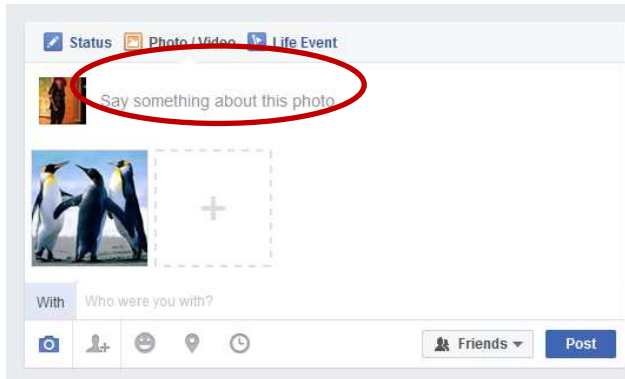 Status Photo / Video Life Event
Say something about this photo
With Who were you with?
Friends Post